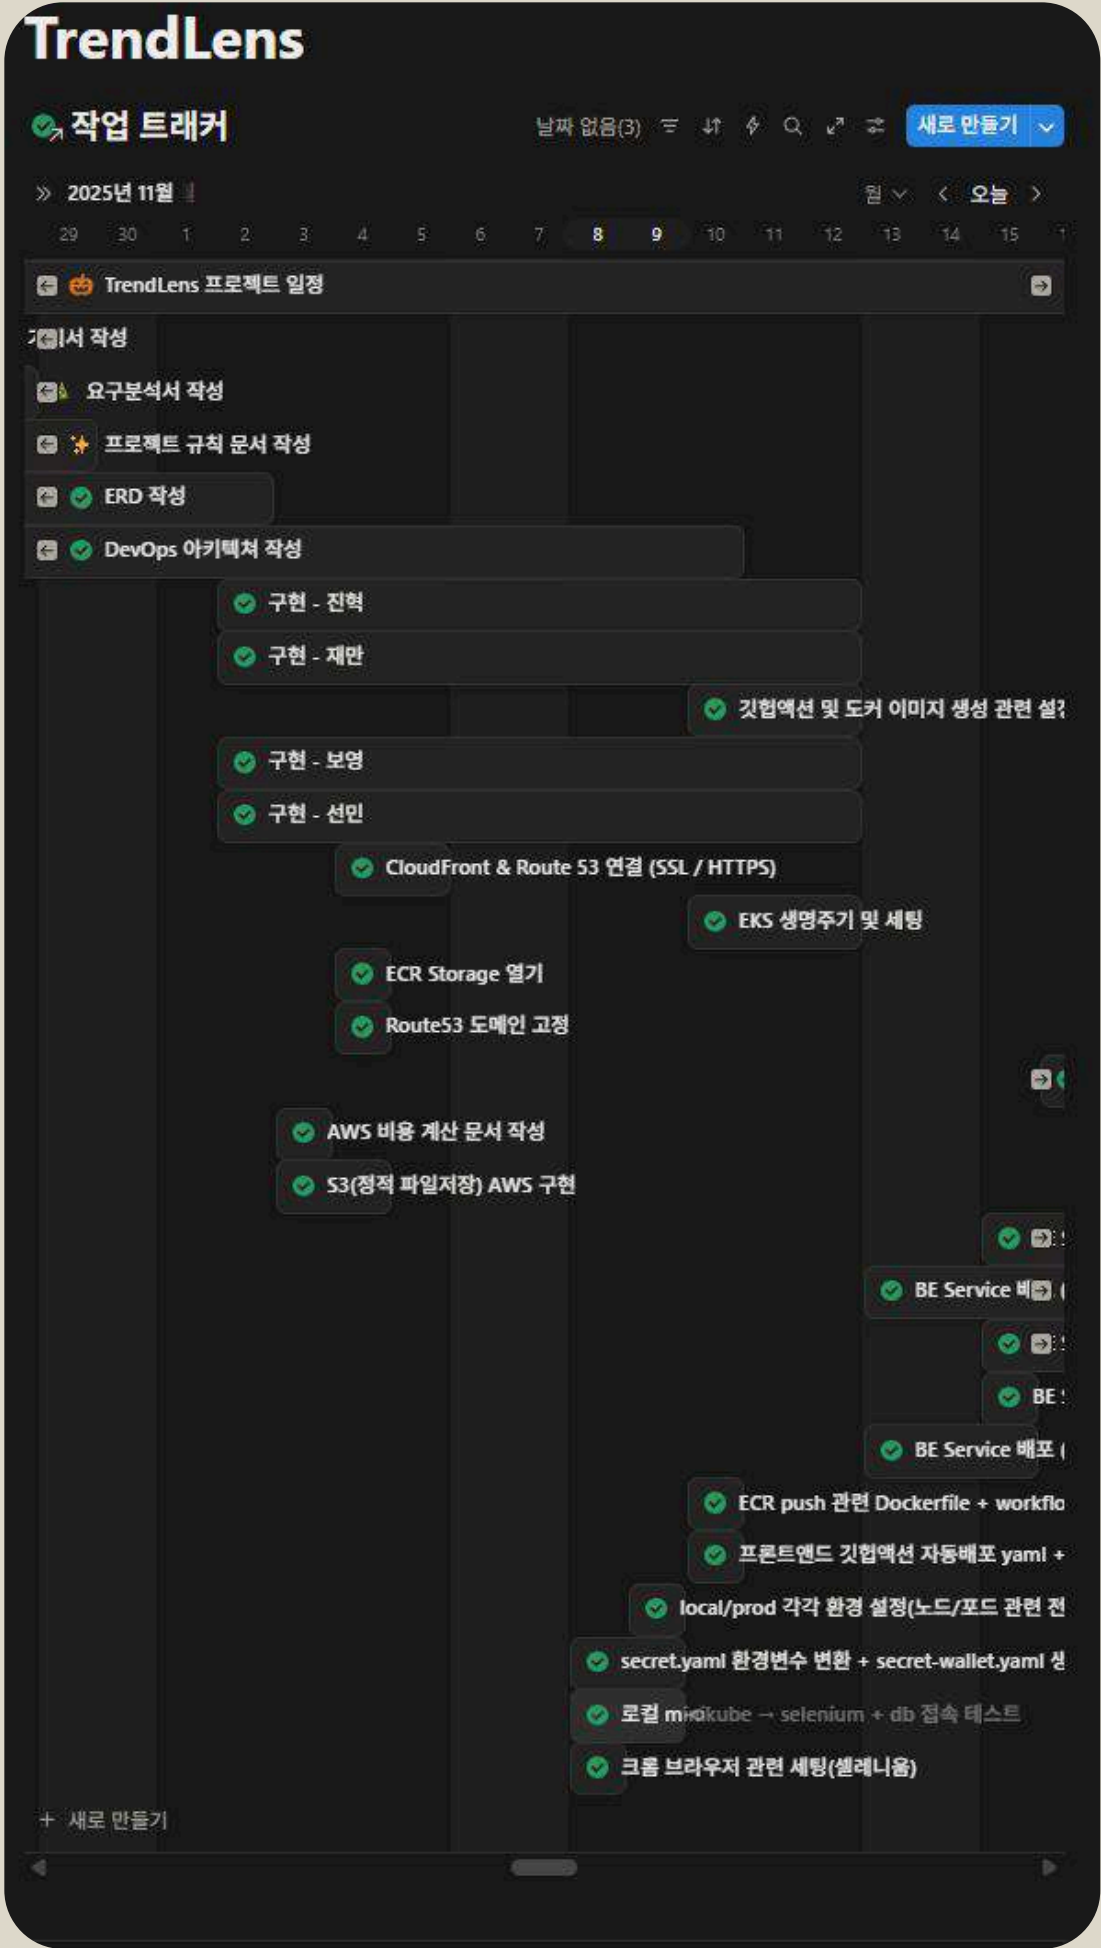 TrendLens
작업 트래커
날짜 없음(3)
새로 만들기
2025년 11월
월
오늘
29 30 1 2 3 4 5 6 7 8 9 10 11 12 13 14 15
TrendLens 프로젝트 일정
작성
요구분석서 작성
프로젝트 규칙 문서 작성
ERD 작성
DevOps 아키텍쳐 작성
구현 - 진혁
구현 - 재만
깃헙액션 및 도커 이미지 생성 관련
구현 - 보영
구현 - 선민
CloudFront & Route 53 연결 (SSL / HTTPS)
EKS 생명주기 및 세팅
ECR Storage 열기
Route53 도메인 고정
AWS 비용 계산 문서 작성
S3(정적 파일저장) AWS 구현
BE Service
BE
BE Service 배포 (
ECR push 관련 Dockerfile + workflo
프론트앤드 깃헙액션 자동배포 yaml +
local/prod 각각 환경 설정(노드/포드 관련 전
secret.yaml 환경변수 변환 + secret-wallet.yaml
로컬 minikube → selenium + db 접속 테스트
크롬 브라우저 관련 세팅(셀레니움)
+ 새로 만들기